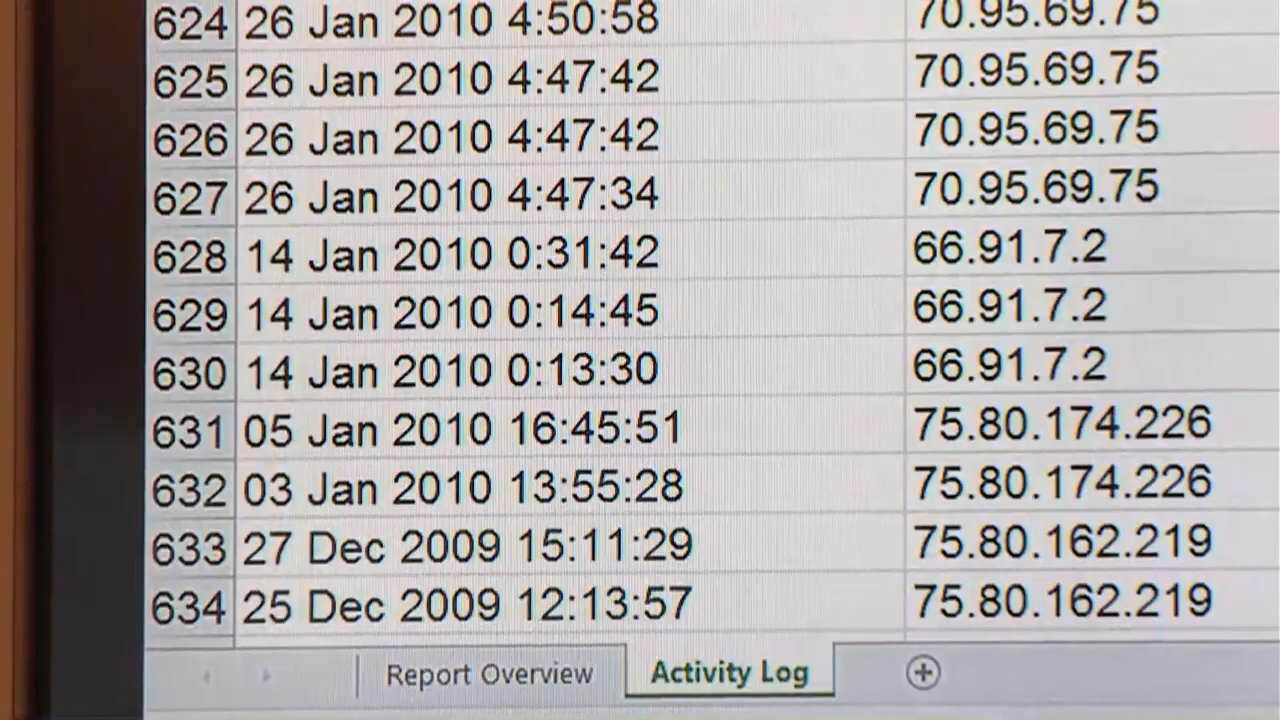 624 26 Jan 2010 4:50:58 70.95.69.75
625 26 Jan 2010 4:47:42 70.95.69.75
626 26 Jan 2010 4:47:42 70.95.69.75
627 26 Jan 2010 4:47:34 70.95.69.75
628 14 Jan 2010 0:31:42 66.91.7.2
629 14 Jan 2010 0:14:45 66.91.7.2
630 14 Jan 2010 0:13:30 66.91.7.2
631 05 Jan 2010 16:45:51 75.80.174.226
632 03 Jan 2010 13:55:28 75.80.174.226
633 27 Dec 2009 15:11:29 75.80.162.219
634 25 Dec 2009 12:13:57 75.80.162.219
Report Overview Activity Log